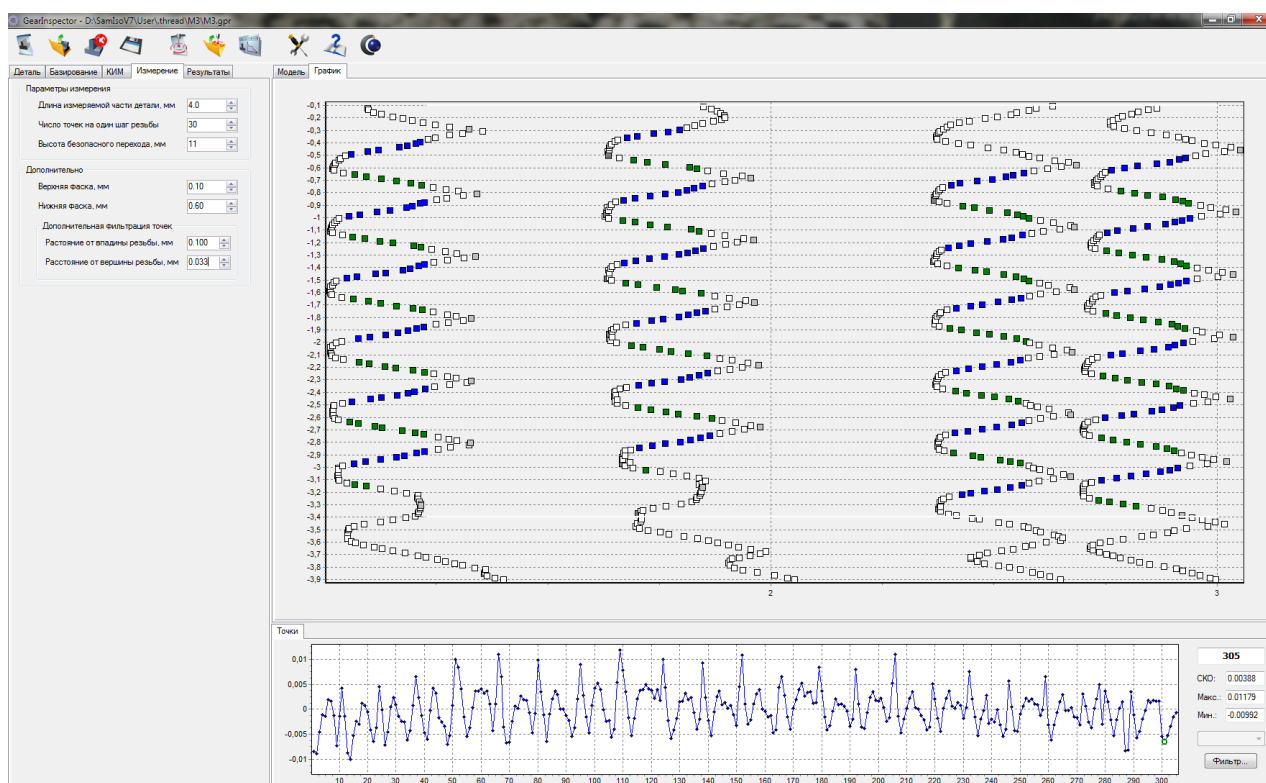 GearInspector - D:\SamIsoV7\User\.thread\M3\M3.gpr
Деталь Базирование КИМ Измерение Результаты
Модель График
Параметры измерения
Длина измеряемой части детали, мм 4.0
Число точек на один шаг резьбы 30
Высота безопасного перехода, мм 11
Дополнительно
Верхняя фаска, мм 0.10
Нижняя фаска, мм 0.60
Дополнительная фильтрация точек
Растояние от впадины резьбы, мм 0.100
Расстояние от вершины резьбы, мм 0.033
-0,1
-0,2
-0,3
-0,4
-0,5
-0,6
-0,7
-0,8
-0,9
-1
-1,1
-1,2
-1,3
-1,4
-1,5
-1,6
-1,7
-1,8
-1,9
-2
-2,1
-2,2
-2,3
-2,4
-2,5
-2,6
-2,7
-2,8
-2,9
-3
-3,1
-3,2
-3,3
-3,4
-3,5
-3,6
-3,7
-3,8
-3,9
2 3
Точки
0,01
0,005
0
-0,005
-0,01
10 20 30 40 50 60 70 80 90 100 110 120 130 140 150 160 170 180 190 200 210 220 230 240 250 260 270 280 290 300
305
СКО: 0.00388
Макс.: 0.01179
Мин.: -0.00992
Фильтр...